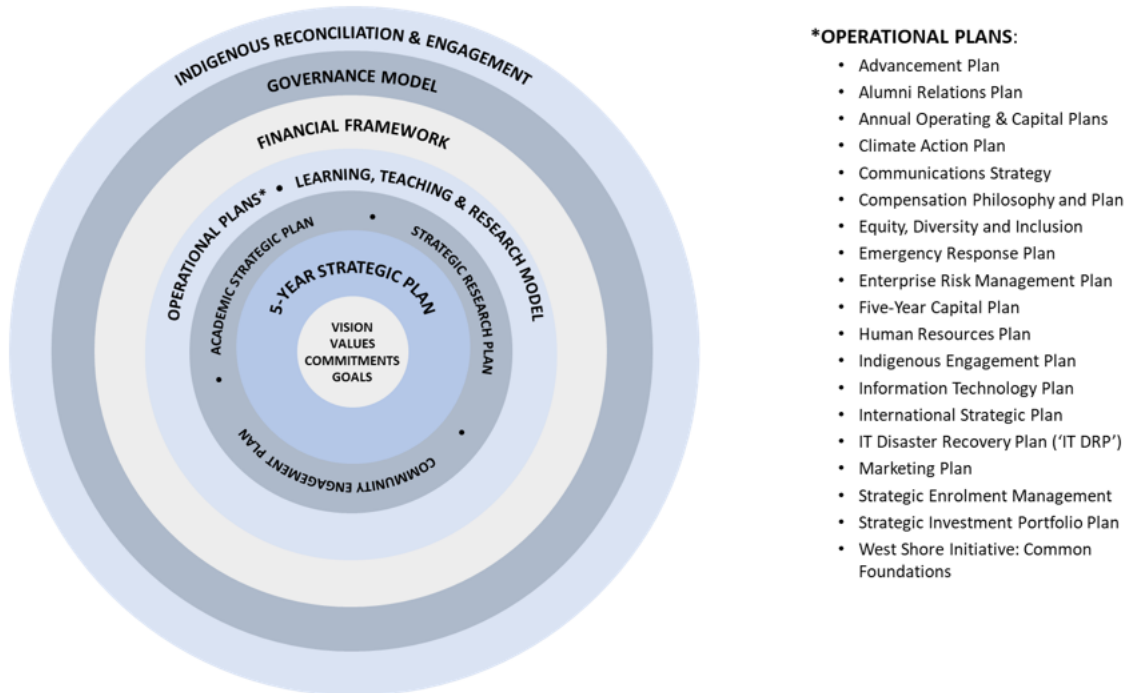 INDIGENOUS RECONCILIATION & ENGAGEMENT
GOVERNANCE MODEL
FINANCIAL FRAMEWORK
OPERATIONAL PLANS* • LEARNING, TEACHING & RESEARCH MODEL
ACADEMIC STRATEGIC PLAN • STRATEGIC RESEARCH PLAN •
COMMUNITY ENGAGEMENT PLAN •
5-YEAR STRATEGIC PLAN
VISION
VALUES
COMMITMENTS
GOALS
*OPERATIONAL PLANS:
• Advancement Plan
• Alumni Relations Plan
• Annual Operating & Capital Plans
• Climate Action Plan
• Communications Strategy
• Compensation Philosophy and Plan
• Equity, Diversity and Inclusion
• Emergency Response Plan
• Enterprise Risk Management Plan
• Five-Year Capital Plan
• Human Resources Plan
• Indigenous Engagement Plan
• Information Technology Plan
• International Strategic Plan
• IT Disaster Recovery Plan (‘IT DRP’)
• Marketing Plan
• Strategic Enrolment Management
• Strategic Investment Portfolio Plan
• West Shore Initiative: Common
Foundations